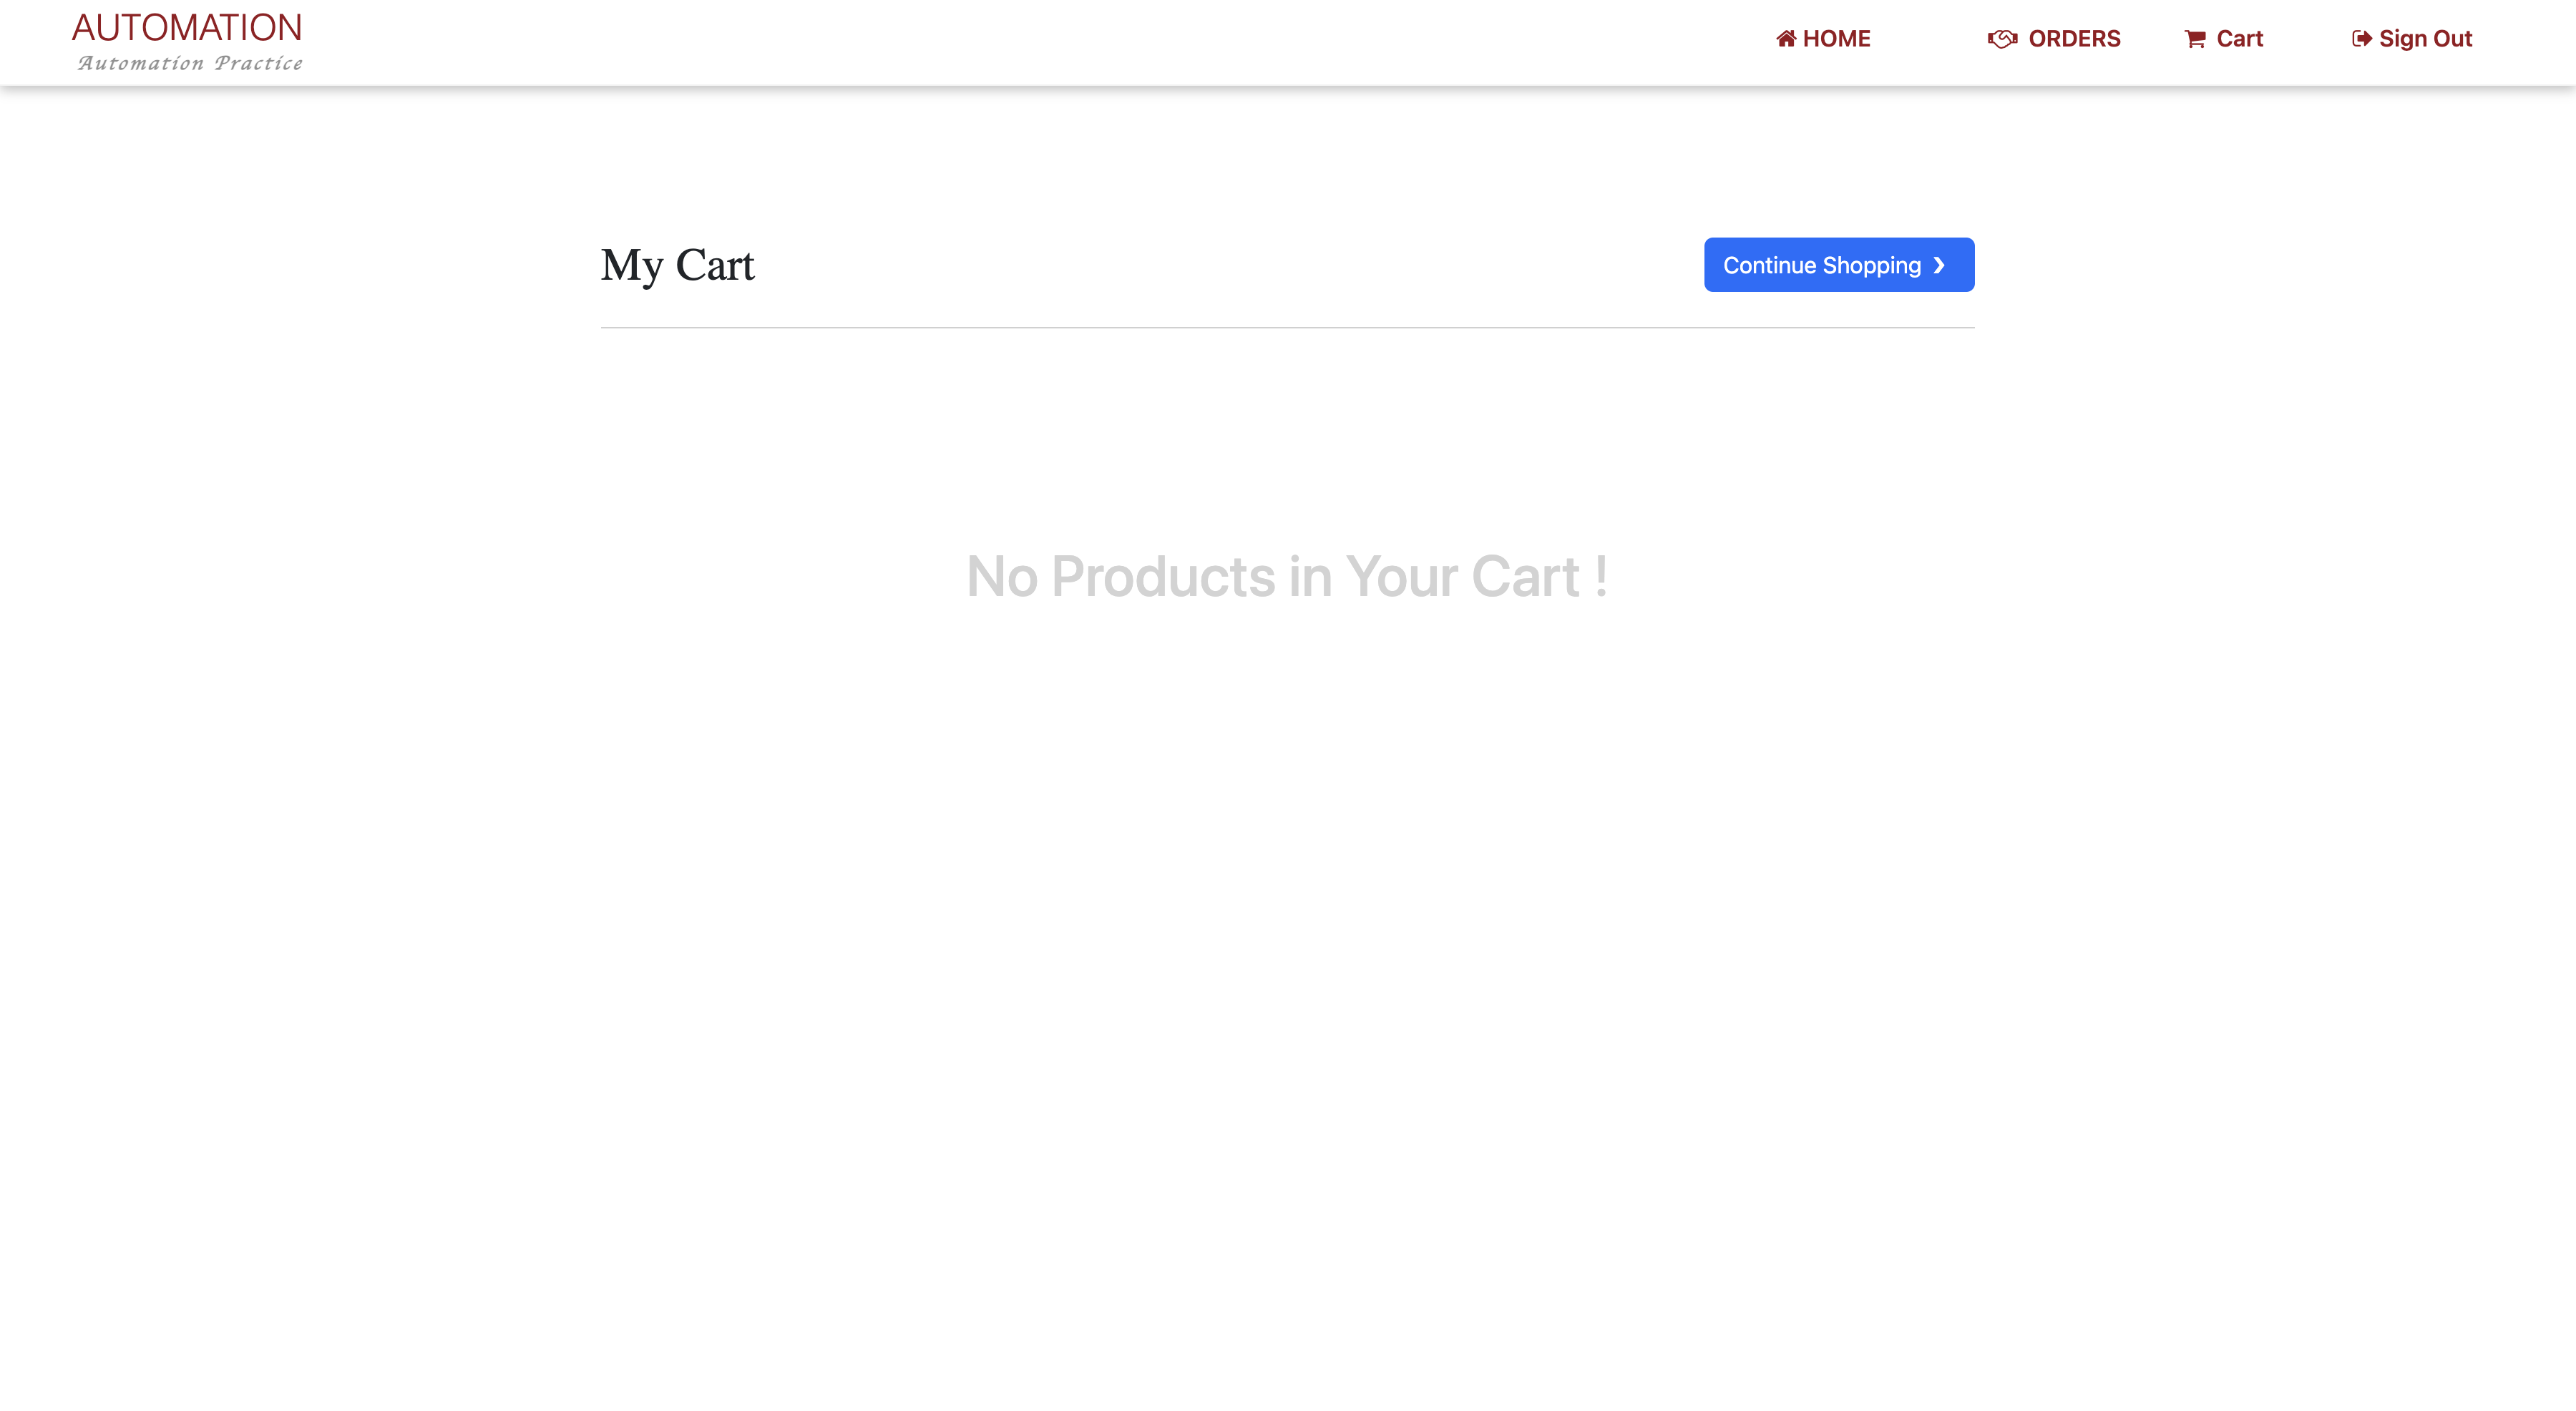 AUTOMATION
Automation Practice
HOME
ORDERS
Cart
Sign Out
My Cart
Continue Shopping ❯
No Products in Your Cart !